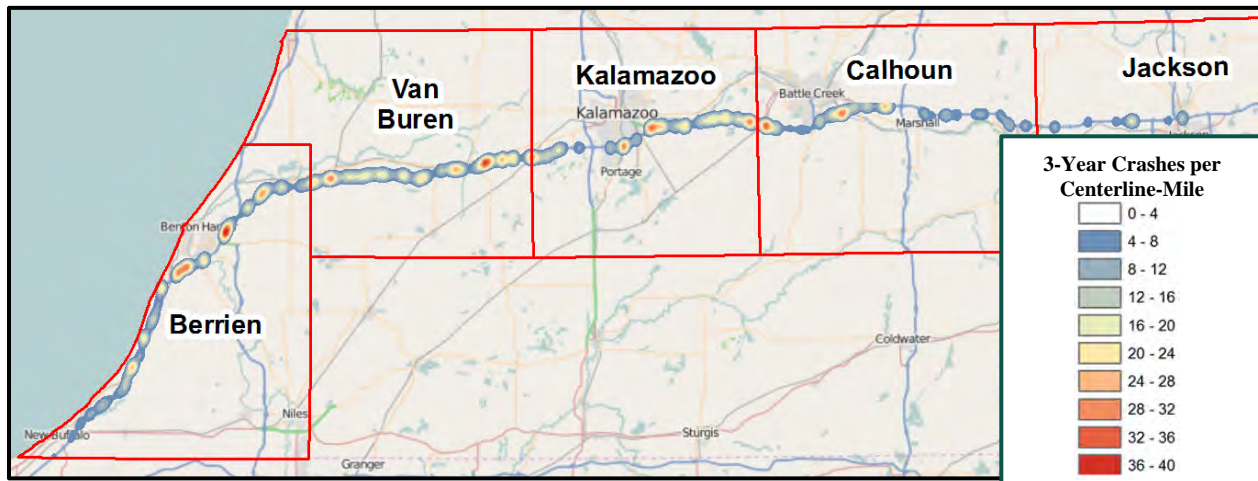 Van
Buren
Kalamazoo
Calhoun
Jackson
Battle Creek
Kalamazoo
Marshall
Portage
Berrien
Niles
New Buffalo
Coldwater
Sturgis
Granger
3-Year Crashes per
Centerline-Mile
0 - 4
4 - 8
8 - 12
12 - 16
16 - 20
20 - 24
24 - 28
28 - 32
32 - 36
36 - 40